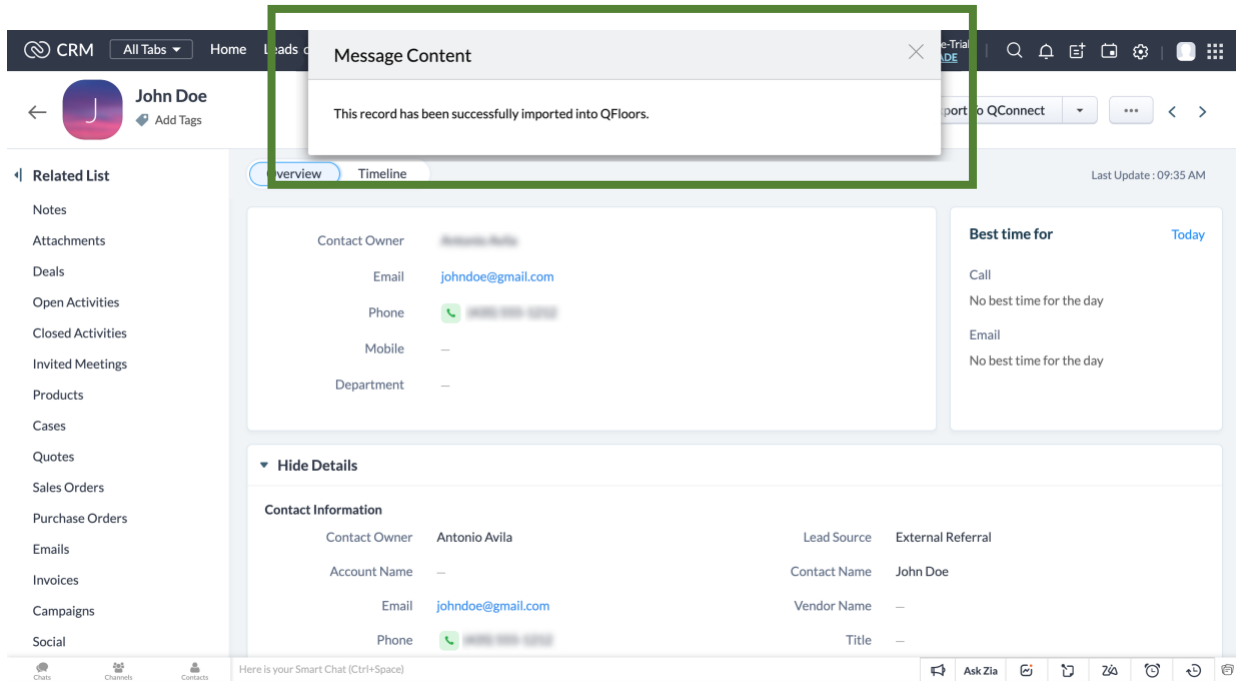 CRM
All Tabs
Home
Leads
Message Content
This record has been successfully imported into QFloors.
e-Trial
ADE
John Doe
Add Tags
port To QConnect
Related List
Overview
Timeline
Last Update : 09:35 AM
Notes
Attachments
Deals
Open Activities
Closed Activities
Invited Meetings
Products
Cases
Quotes
Sales Orders
Purchase Orders
Emails
Invoices
Campaigns
Social
Contact Owner
Email johndoe@gmail.com
Phone
Mobile —
Department —
Best time for
Today
Call
No best time for the day
Email
No best time for the day
Hide Details
Contact Information
Contact Owner Antonio Avila
Lead Source External Referral
Account Name —
Contact Name John Doe
Email johndoe@gmail.com
Vendor Name —
Phone
Title —
Chats
Channels
Contacts
Here is your Smart Chat (Ctrl+Space)
Ask Zia